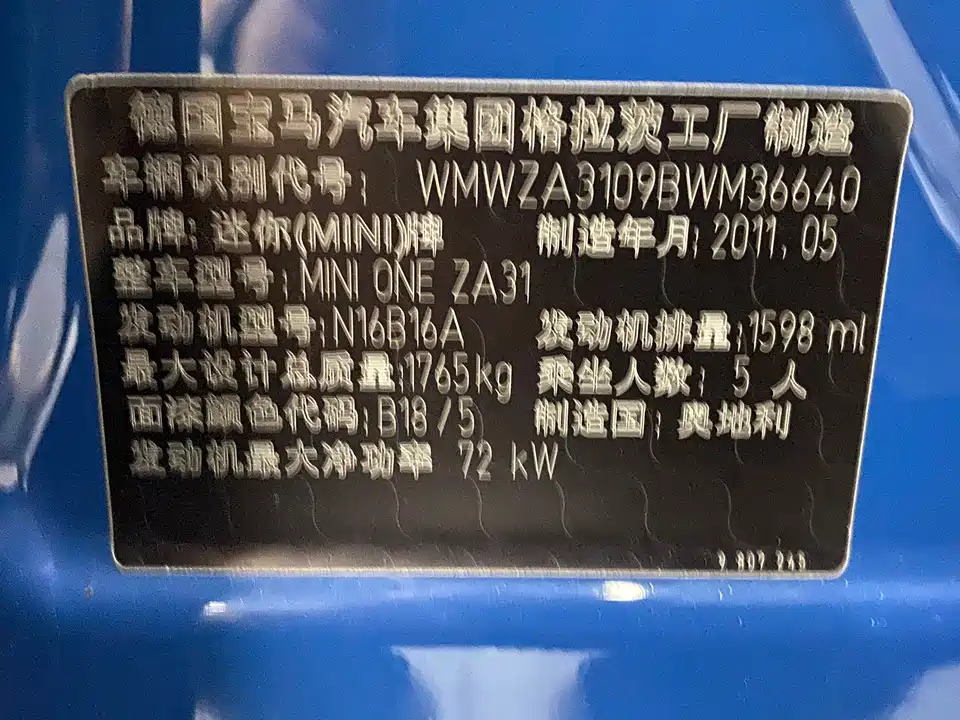 德国宝马汽车集团格拉茨工厂制造
车辆识别代号: WMWZA3109BWM36640
品牌: 迷你(MINI)牌 制造年月: 2011.05
整车型号: MINI ONE ZA31
发动机型号: N16B16A 发动机排量: 1598 ml
最大设计总质量: 1765kg 乘坐人数: 5 人
面漆颜色代码: B18/5 制造国: 奥地利
发动机最大净功率 72 kW